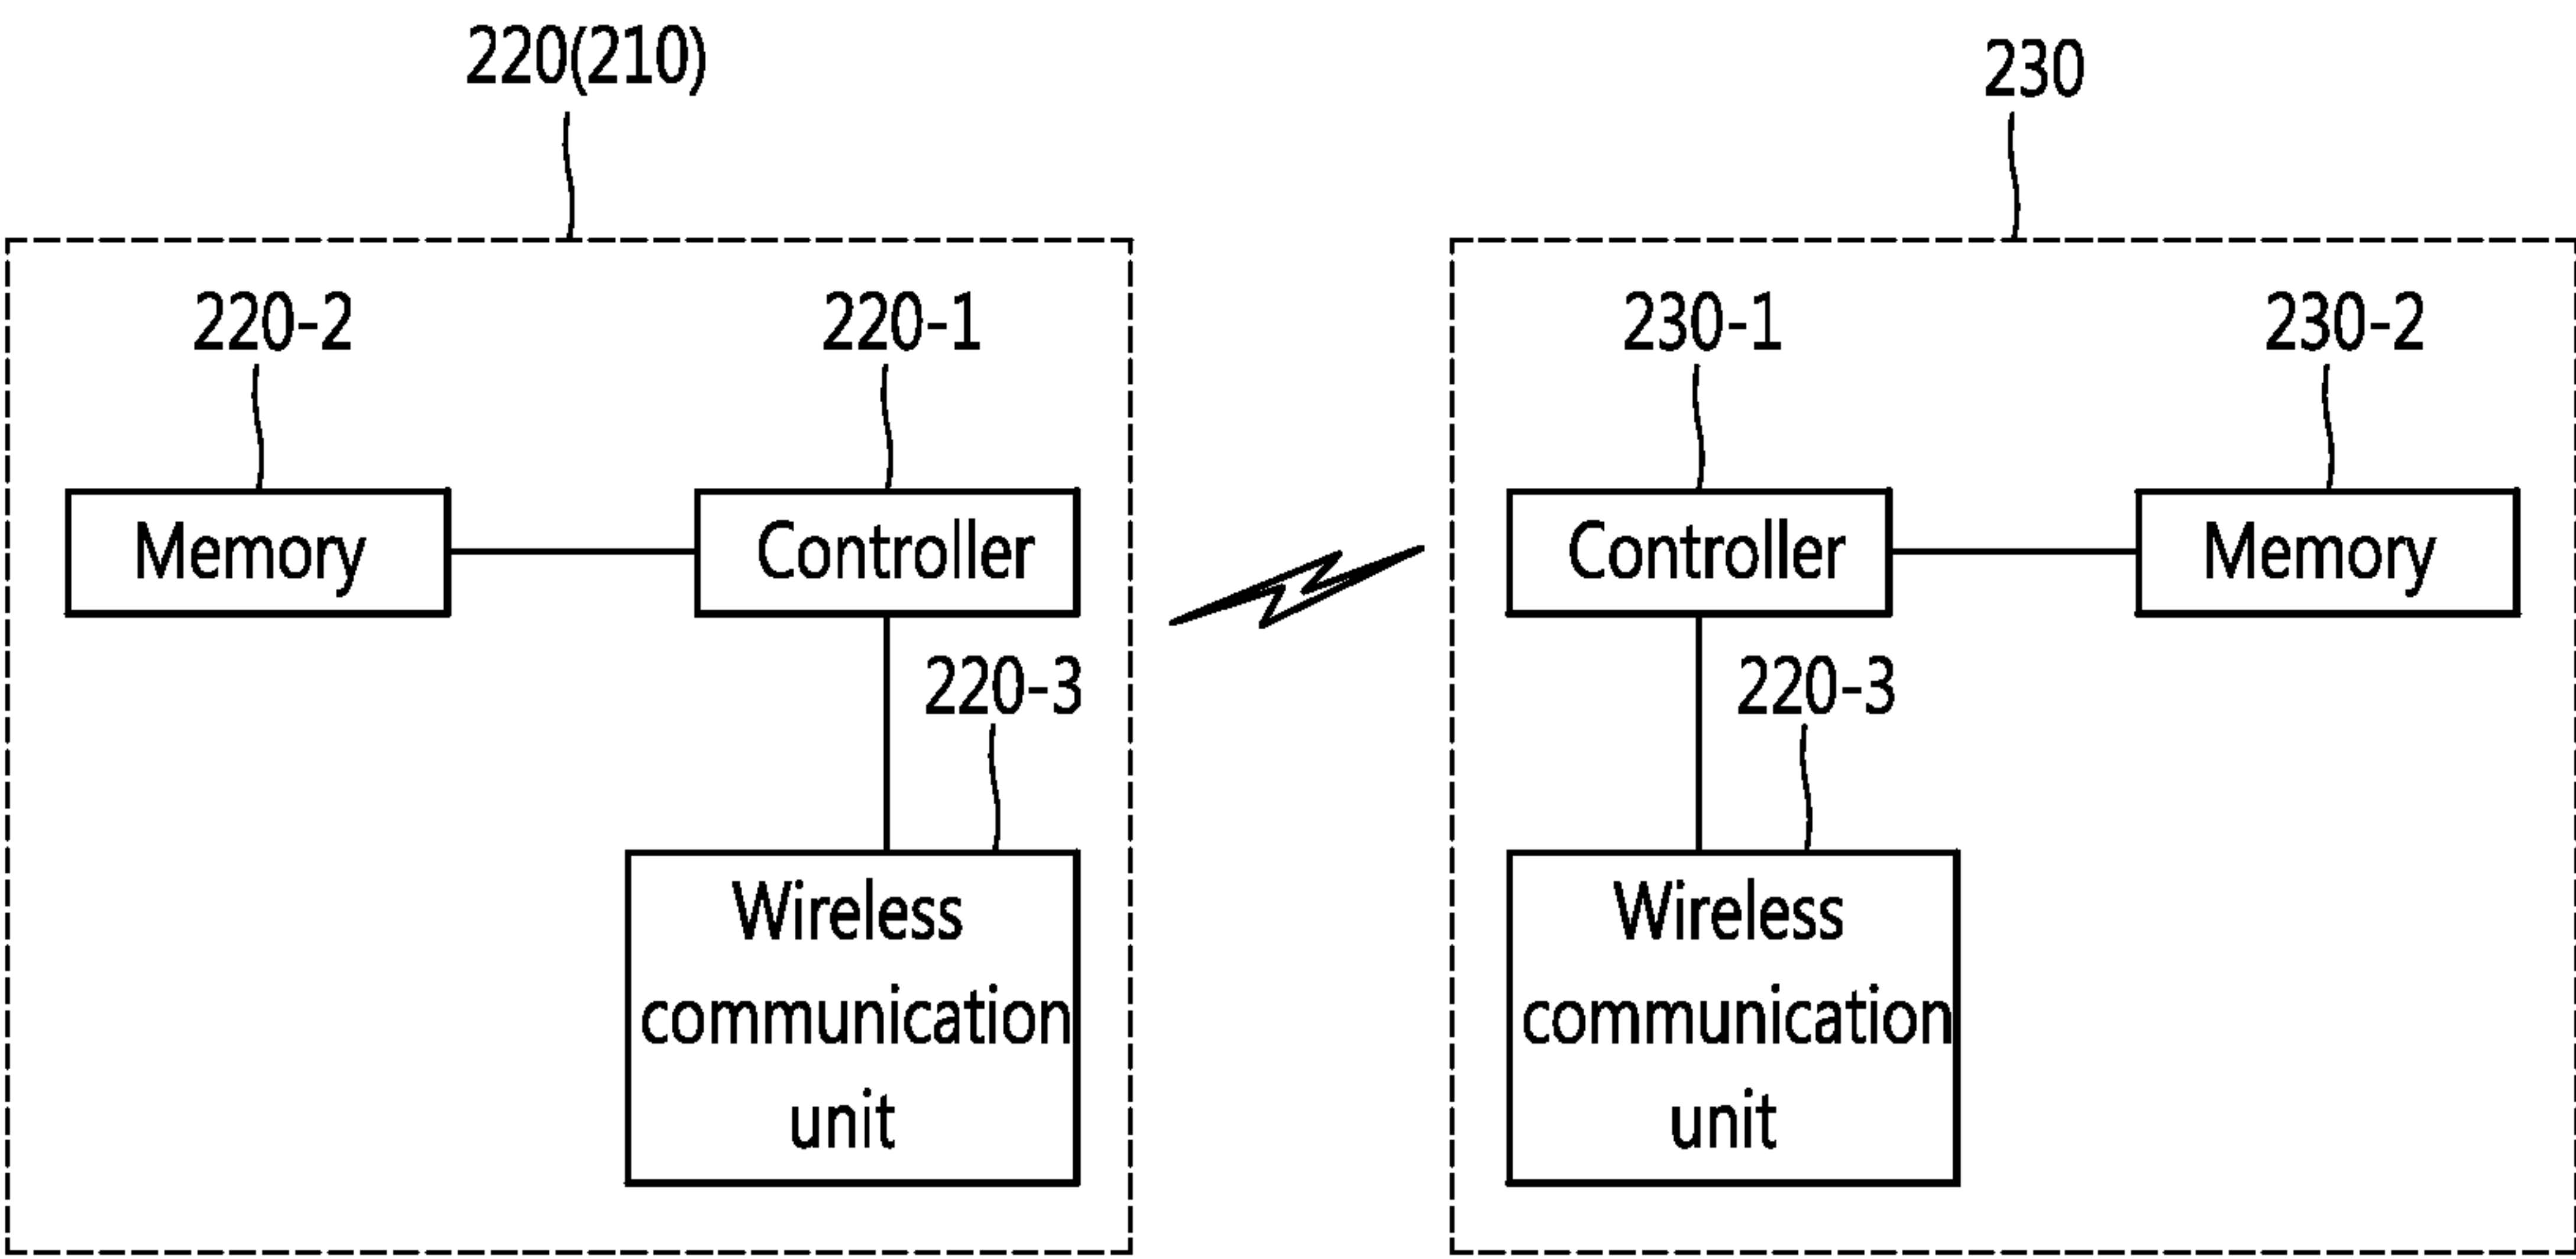 220(210)
230
220-2
220-1
230-1
230-2
Memory
Controller
Controller
Memory
220-3
220-3
Wireless
communication
unit
Wireless
communication
unit